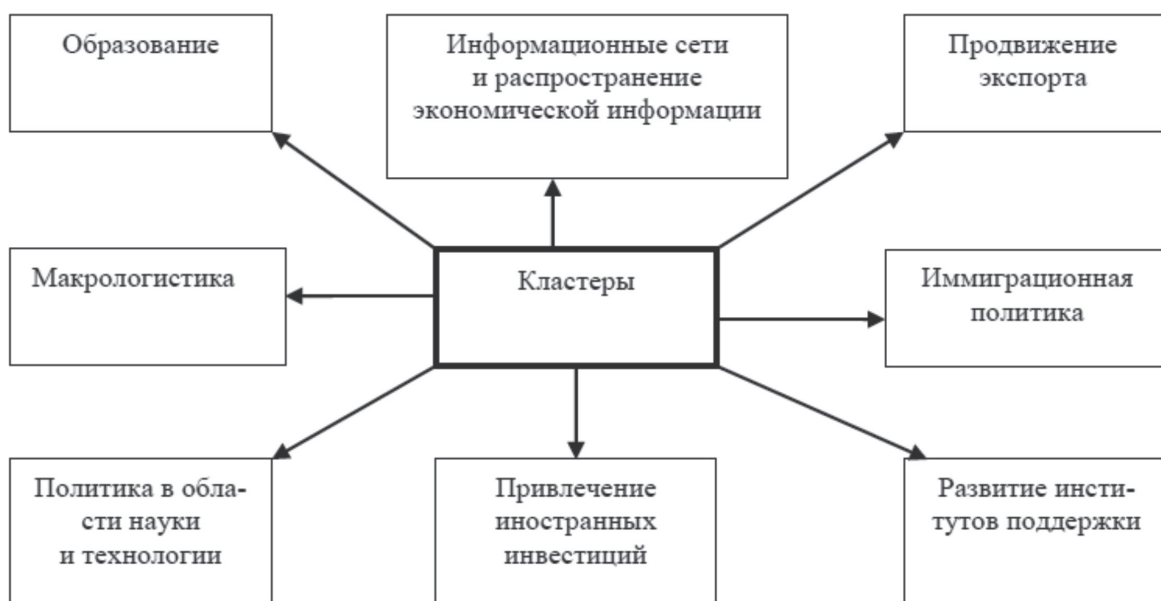 Образование
Информационные сети
и распространение
экономической информации
Продвижение
экспорта
Макрологистика
Кластеры
Иммиграционная
политика
Политика в обла-
сти науки
и технологии
Привлечение
иностранных
инвестиций
Развитие инсти-
тутов поддержки